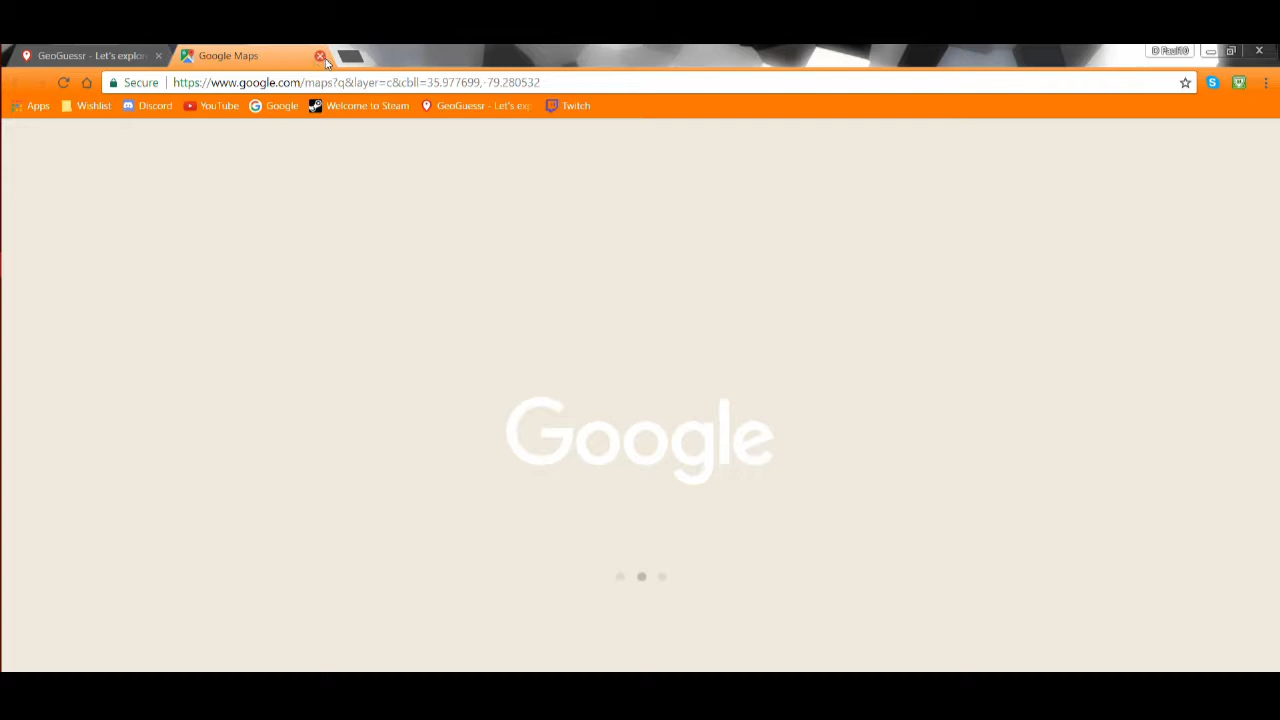 GeoGuessr - Let's explor
Google Maps
D Paul10
Secure
https://www.google.com/maps?q&layer=c&cbll=35.977699,-79.280532
Apps
Wishlist
Discord
YouTube
Google
Welcome to Steam
GeoGuessr - Let's exp
Twitch
Google